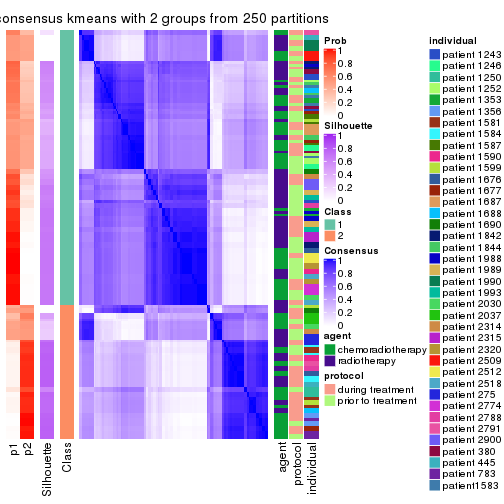 consensus kmeans with 2 groups from 250 partitions
Prob
1
0.8
0.6
0.4
0.2
0
Silhouette
1
0.8
0.6
0.4
0.2
0
Class
1
2
Consensus
1
0.8
0.6
0.4
0.2
0
agent
chemoradiotherapy
radiotherapy
protocol
during treatment
prior to treatment
individual
patient 1243
patient 1246
patient 1250
patient 1252
patient 1353
patient 1356
patient 1581
patient 1584
patient 1587
patient 1590
patient 1599
patient 1676
patient 1677
patient 1687
patient 1688
patient 1690
patient 1842
patient 1844
patient 1988
patient 1989
patient 1990
patient 1993
patient 2030
patient 2037
patient 2314
patient 2315
patient 2320
patient 2509
patient 2512
patient 2518
patient 275
patient 2774
patient 2788
patient 2791
patient 2900
patient 380
patient 445
patient 783
patient1583
p1
p2
Silhouette
Class
agent
protocol
individual